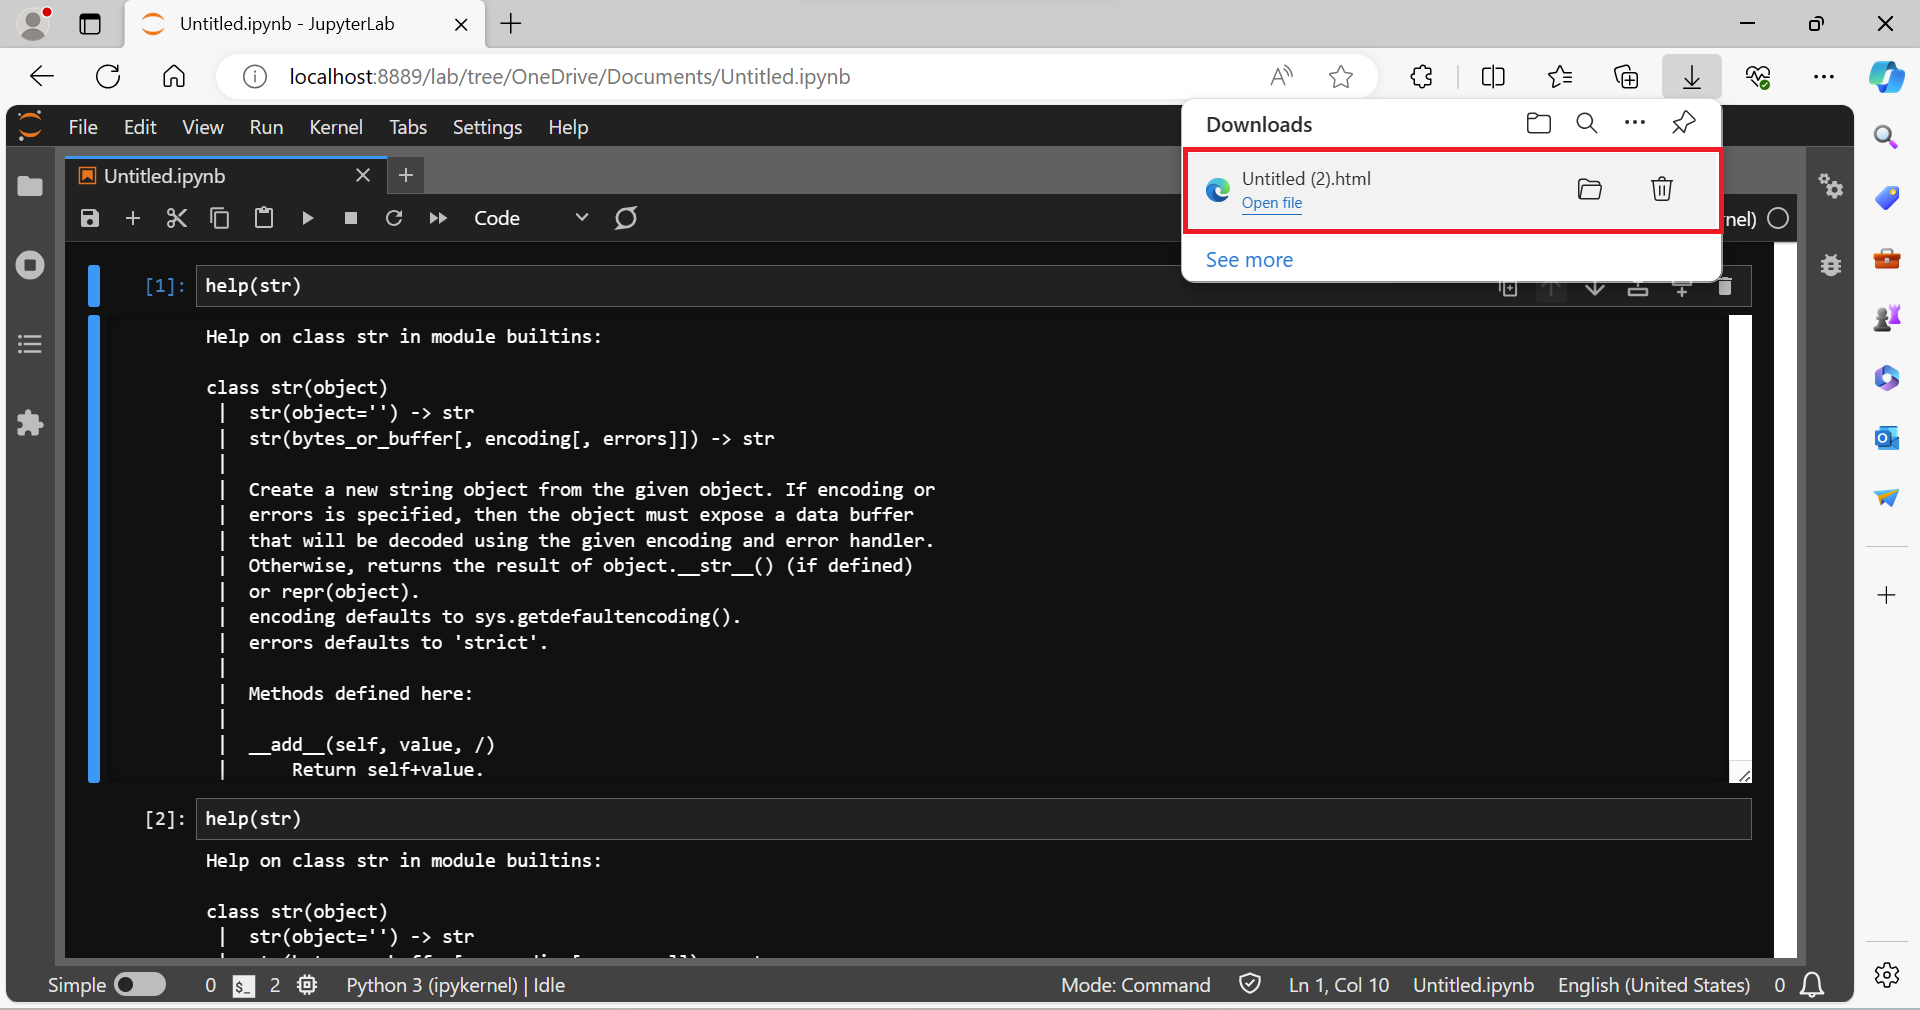 Untitled.ipynb - JupyterLab
localhost:8889/lab/tree/OneDrive/Documents/Untitled.ipynb
File Edit View Run Kernel Tabs Settings Help
Downloads
Untitled (2).html
Open file
See more
Untitled.ipynb
Code
nel)
[1]: help(str)
Help on class str in module builtins:
class str(object)
| str(object='') -> str
| str(bytes_or_buffer[, encoding[, errors]]) -> str
|
| Create a new string object from the given object. If encoding or
| errors is specified, then the object must expose a data buffer
| that will be decoded using the given encoding and error handler.
| Otherwise, returns the result of object.__str__() (if defined)
| or repr(object).
| encoding defaults to sys.getdefaultencoding().
| errors defaults to 'strict'.
|
| Methods defined here:
|
| __add__(self, value, /)
|     Return self+value.
[2]: help(str)
Help on class str in module builtins:
class str(object)
| str(object='') -> str
Simple 0 $_ 2 Python 3 (ipykernel) | Idle Mode: Command Ln 1, Col 10 Untitled.ipynb English (United States) 0